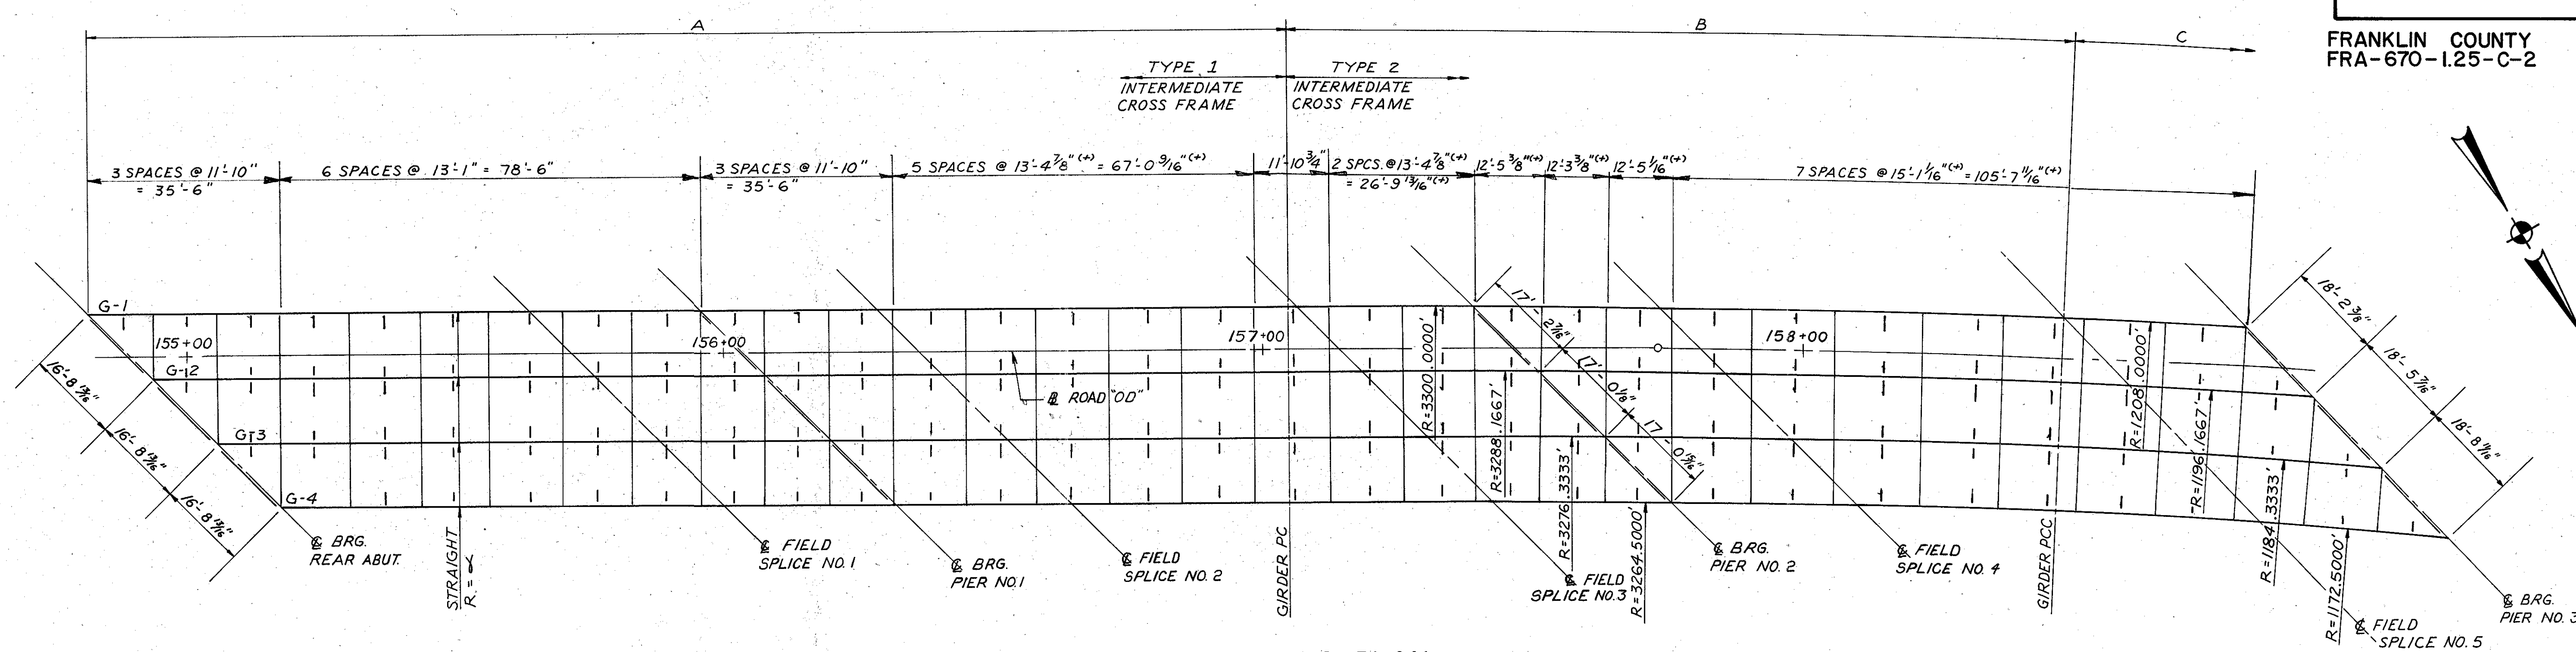 A
B
C
FRANKLIN COUNTY
FRA-670-1.25-C-2
TYPE 1
INTERMEDIATE
CROSS FRAME
TYPE 2
INTERMEDIATE
CROSS FRAME
3 SPACES @ 11'-10"
= 35'-6"
6 SPACES @ 13'-1" = 78'-6"
3 SPACES @ 11'-10"
= 35'-6"
5 SPACES @ 13'-4 7/8"(+) = 67'-0 9/16"(+)
11'-10 3/4"
2 SPCS. @ 13'-4 7/8"(+)
= 26'-9 13/16"(+)
12'-5 3/8"(+)
12'-3 3/8"(+)
12'-5 1/16"(+)
7 SPACES @ 15'-1 1/16"(+) = 105'-7 11/16"(+)
G-1
155+00
156+00
157+00
158+00
G-2
G-3
G-4
16'-8 13/16"
16'-8 13/16"
16'-8 13/16"
℄ BRG.
REAR ABUT.
STRAIGHT
R = ∝
℄ FIELD
SPLICE NO. 1
℄ BRG.
PIER NO. 1
℄ FIELD
SPLICE NO. 2
ROAD "OD"
GIRDER PC
R=3300.0000'
R=3288.1667'
R=3276.3333'
R=3264.5000'
17'-2 7/16"
17'-0 1/8"
17'-0 15/16"
℄ FIELD
SPLICE NO. 3
℄ BRG.
PIER NO. 2
℄ FIELD
SPLICE NO. 4
GIRDER PCC
R=1208.0000'
R=1196.1667'
R=1184.3333'
R=1172.5000'
18'-2 3/8"
18'-5 7/16"
18'-8 11/16"
℄ FIELD
SPLICE NO. 5
℄ BRG.
PIER NO. 3